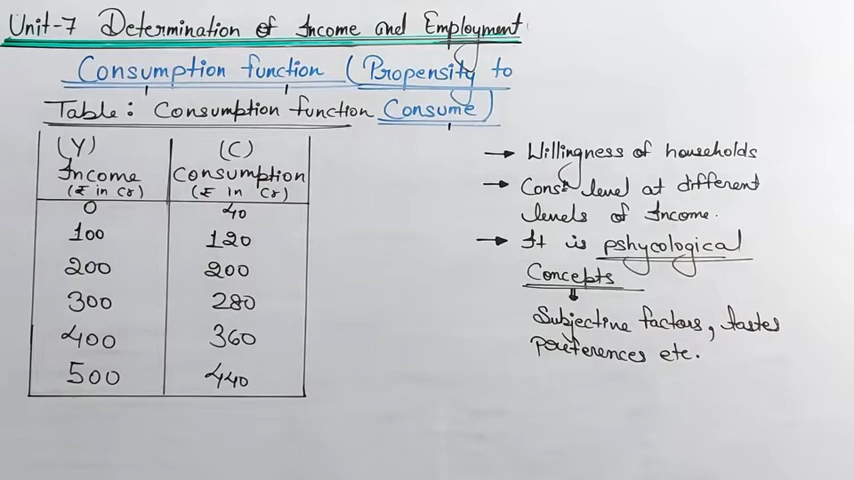 Unit-7 Determination of Income and Employment
Consumption function (Propensity to
Table: Consumption function Consume)
(Y) (C)
Income Consumption
(₹ in Cr) (₹ in Cr)
0 40
100 120
200 200
300 280
400 360
500 440
→ Willingness of households
→ Consn level at different
levels of Income.
→ It is pshycological
Concepts
Subjective factors, tastes
Preferences etc.